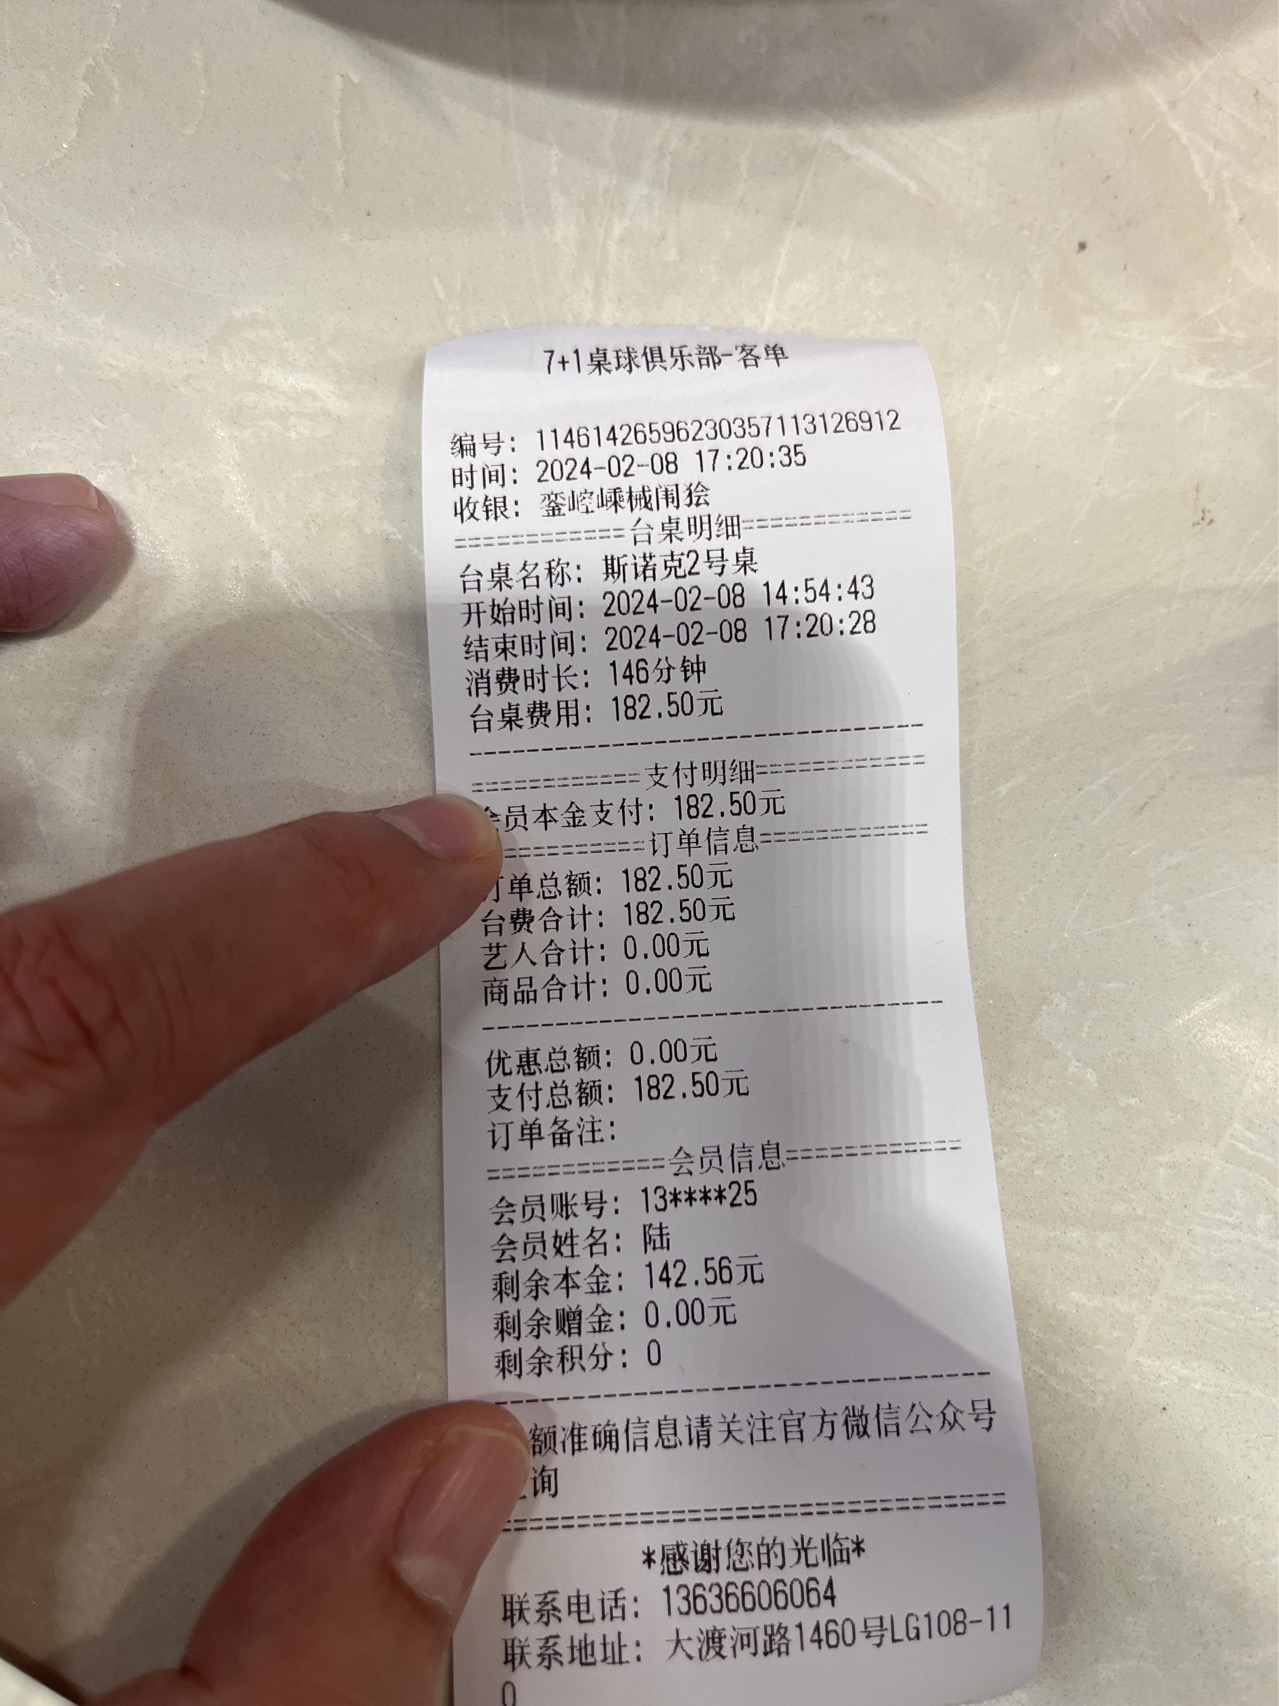 7+1桌球俱乐部-客单
编号: 114614265962303571131​26912
时间: 2024-02-08 17:20:35
收银: 銮崆嵊械闹狯
============台桌明细============
台桌名称: 斯诺克2号桌
开始时间: 2024-02-08 14:54:43
结束时间: 2024-02-08 17:20:28
消费时长: 146分钟
台桌费用: 182.50元
============支付明细============
会员本金支付: 182.50元
============订单信息============
订单总额: 182.50元
台费合计: 182.50元
艺人合计: 0.00元
商品合计: 0.00元
优惠总额: 0.00元
支付总额: 182.50元
订单备注:
============会员信息============
会员账号: 13****25
会员姓名: 陆
剩余本金: 142.56元
剩余赠金: 0.00元
剩余积分: 0
额准确信息请关注官方微信公众号
询
*感谢您的光临*
联系电话: 13636606064
联系地址: 大渡河路1460号LG108-11
0